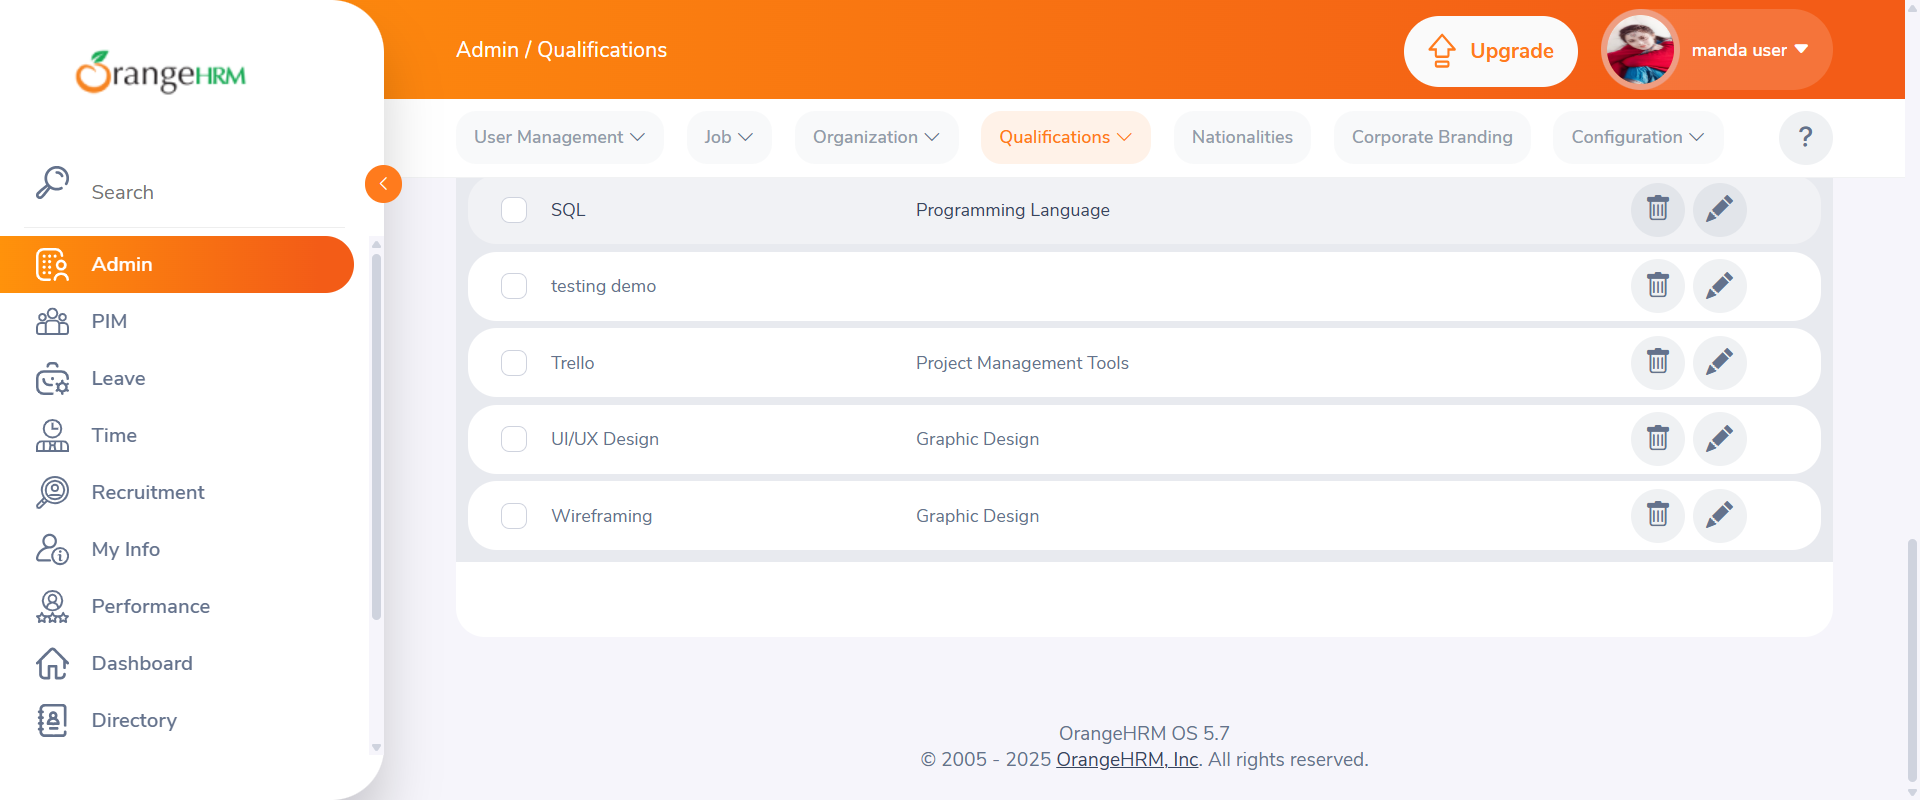 OrangeHRM
Admin / Qualifications
Upgrade
manda user
User Management
Job
Organization
Qualifications
Nationalities
Corporate Branding
Configuration
?
Search
Admin
PIM
Leave
Time
Recruitment
My Info
Performance
Dashboard
Directory
SQL Programming Language
testing demo
Trello Project Management Tools
UI/UX Design Graphic Design
Wireframing Graphic Design
OrangeHRM OS 5.7
© 2005 - 2025 OrangeHRM, Inc. All rights reserved.